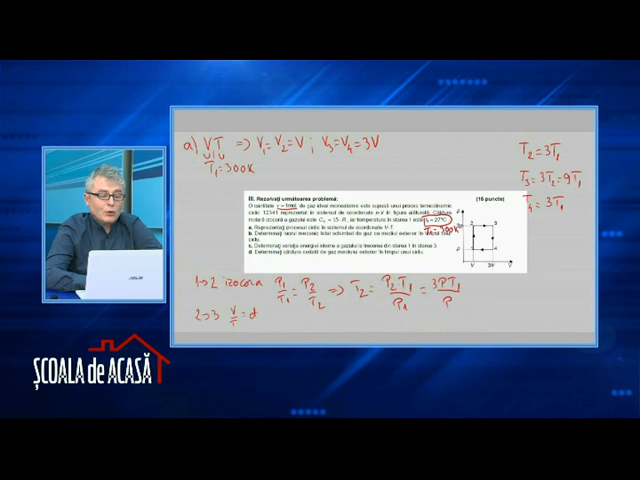 a) VT => V₁=V₂=V ; V₃=V₄=3V
T₁=300K
T₂=3T₁
T₃=3T₂=9T₁
T₄=3T₁
III. Rezolvați următoarea problemă: (15 puncte)
O cantitate ν = 1mol de gaz ideal monoatomic este supusă unui proces termodinamic
ciclic 12341 reprezentat în sistemul de coordonate p-V în figura alăturată. Căldura
molară izocoră a gazului este Cᵥ = 1,5 R, iar temperatura în starea 1 este t₁ = 27°C
T₁=300K
a. Reprezentați procesul ciclic în sistemul de coordonate V-T.
b. Determinați lucrul mecanic total schimbat de gaz cu mediul exterior în timpul unui
ciclu.
c. Determinați variația energiei interne a gazului la trecerea din starea 1 în starea 3.
d. Determinați căldura cedată de gaz mediului exterior în timpul unui ciclu.
p
3p 2 3
p 1 4
V 3V V
1→2 izocora P₁/T₁ = P₂/T₂ => T₂ = P₂T₁/P₁ = 3PT₁/P
2→3 V/T = ct
ȘCOALA de ACASĂ